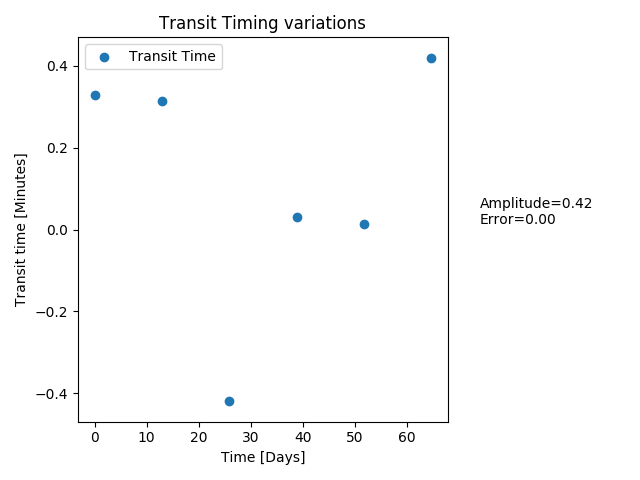 Transit Timing variations
Transit Time
0.4
0.2
0.0
−0.2
−0.4
Transit time [Minutes]
0 10 20 30 40 50 60
Time [Days]
Amplitude=0.42
Error=0.00